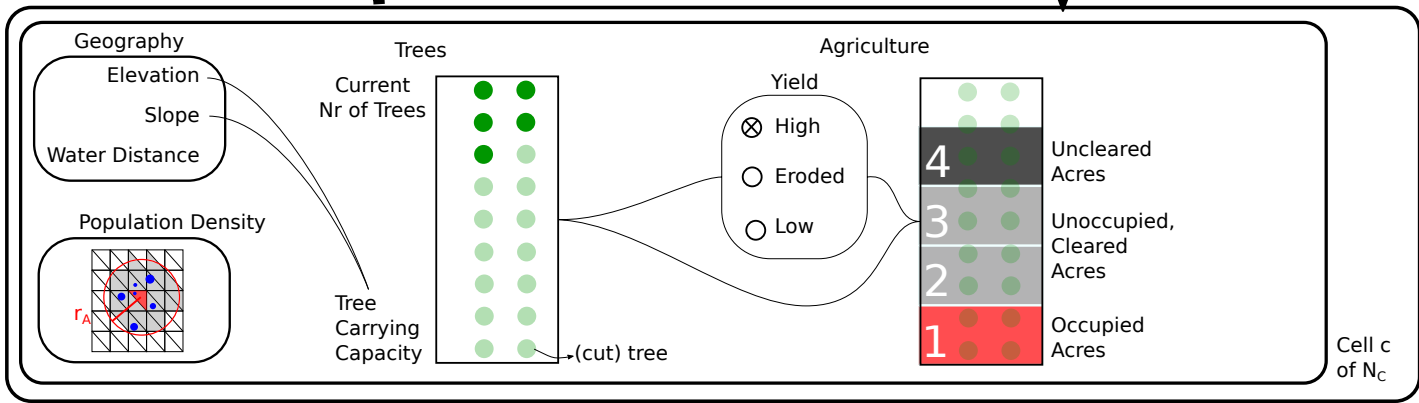 Geography
Elevation
Slope
Water Distance
Population Density
r_A
Trees
Current
Nr of Trees
Tree
Carrying
Capacity
(cut) tree
Agriculture
Yield
High
Eroded
Low
4
3
2
1
Uncleared
Acres
Unoccupied,
Cleared
Acres
Occupied
Acres
Cell c
of N_C